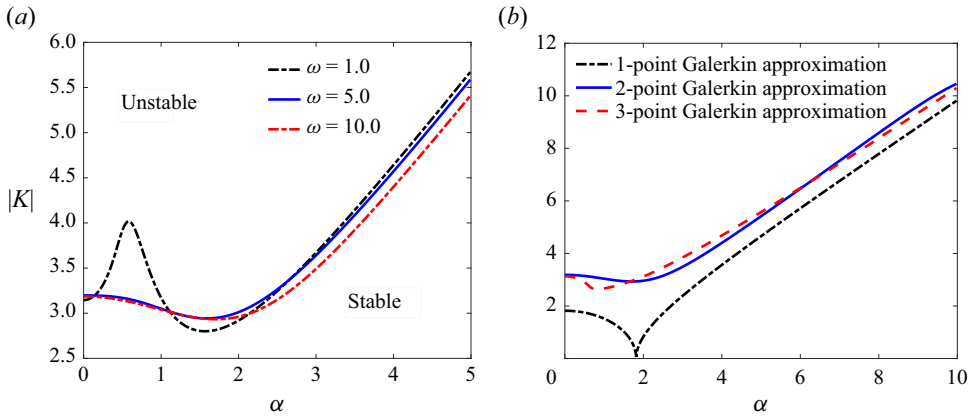 (a)
(b)
6.0
5.5
5.0
4.5
4.0
3.5
3.0
2.5
|K|
Unstable
Stable
ω = 1.0
ω = 5.0
ω = 10.0
0 1 2 3 4 5
α
12
10
8
6
4
2
1-point Galerkin approximation
2-point Galerkin approximation
3-point Galerkin approximation
0 2 4 6 8 10
α